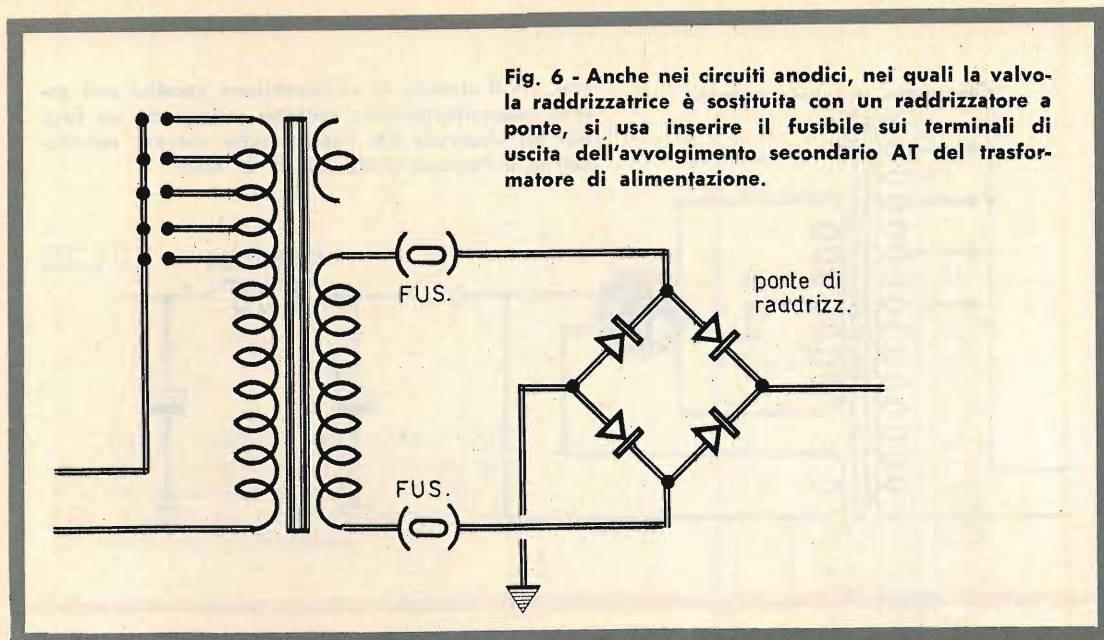 Fig. 6 - Anche nei circuiti anodici, nei quali la valvo-
la raddrizzatrice è sostituita con un raddrizzatore a
ponte, si usa inserire il fusibile sui terminali di
uscita dell'avvolgimento secondario AT del trasfor-
matore di alimentazione.
FUS.
ponte di
raddrizz.
FUS.